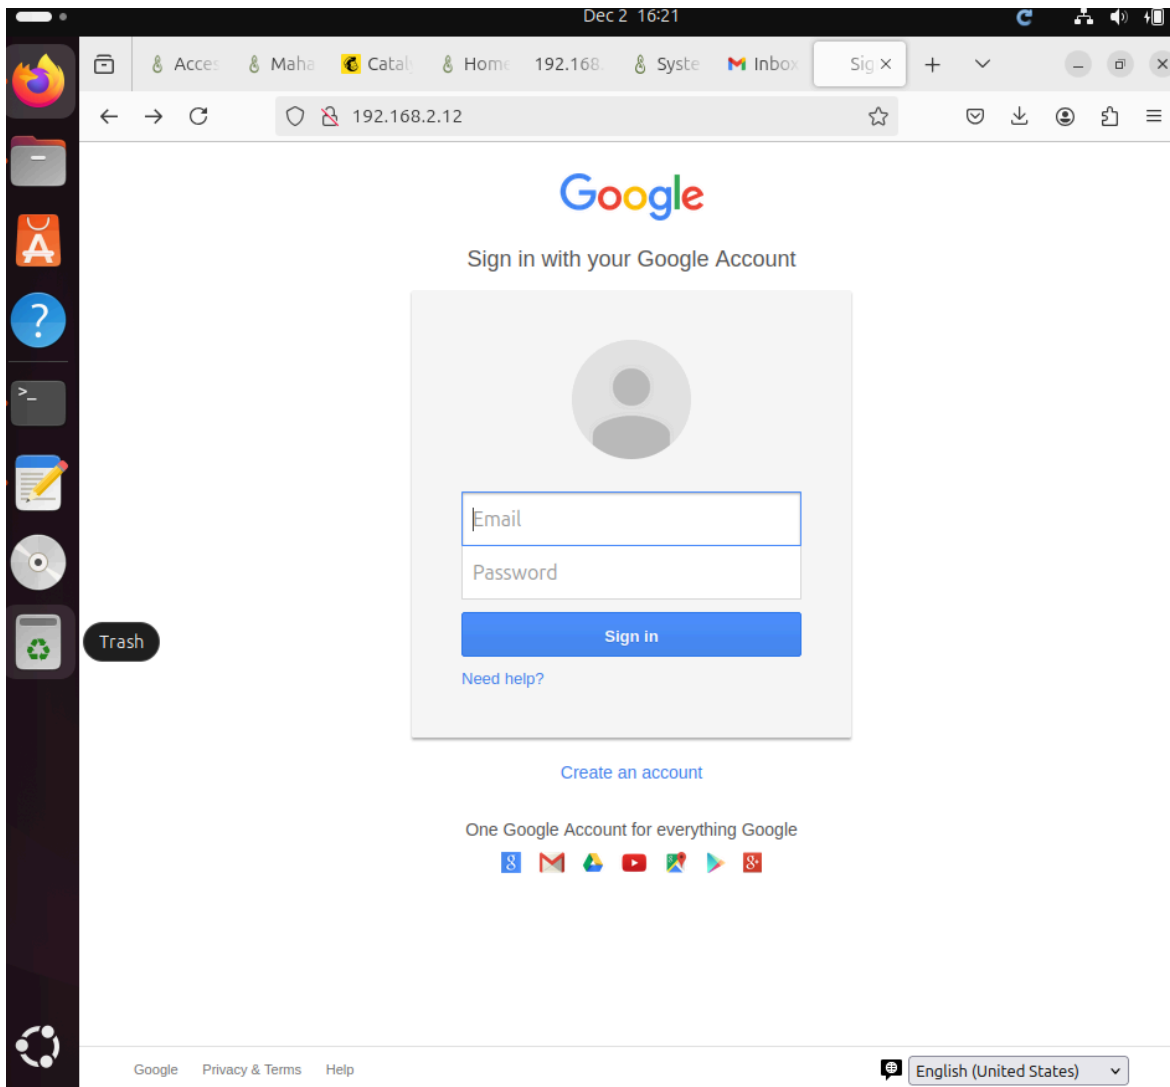 Dec 2 16:21
Acces
Maha
Catal
Home
192.168.
Syste
Inbox
Sig
192.168.2.12
Google
Sign in with your Google Account
Email
Password
Sign in
Need help?
Create an account
One Google Account for everything Google
Trash
Google Privacy & Terms Help
English (United States)